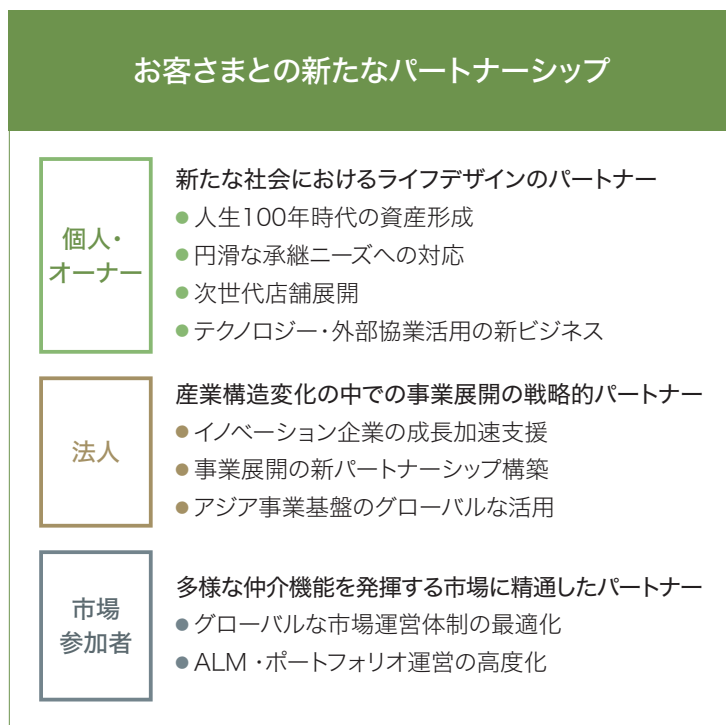 お客さまとの新たなパートナーシップ
個人・
オーナー
新たな社会におけるライフデザインのパートナー
●人生100年時代の資産形成
●円滑な承継ニーズへの対応
●次世代店舗展開
●テクノロジー・外部協業活用の新ビジネス
法人
産業構造変化の中での事業展開の戦略的パートナー
●イノベーション企業の成長加速支援
●事業展開の新パートナーシップ構築
●アジア事業基盤のグローバルな活用
市場
参加者
多様な仲介機能を発揮する市場に精通したパートナー
●グローバルな市場運営体制の最適化
●ALM・ポートフォリオ運営の高度化